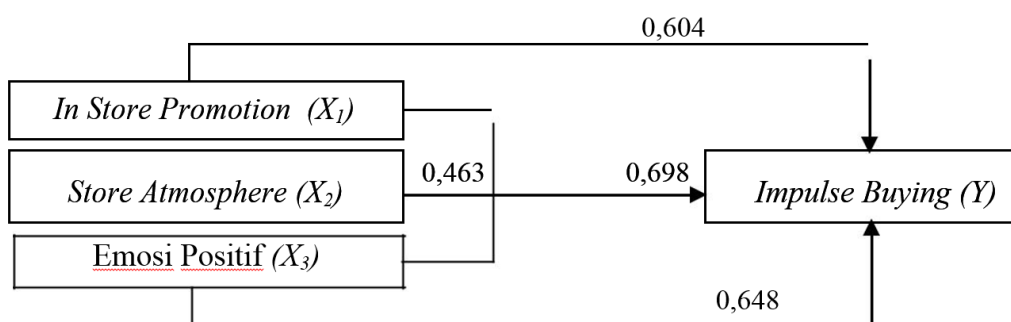 0,604
In Store Promotion (X1)
Store Atmosphere (X2)
0,463
0,698
Impulse Buying (Y)
Emosi Positif (X3)
0,648